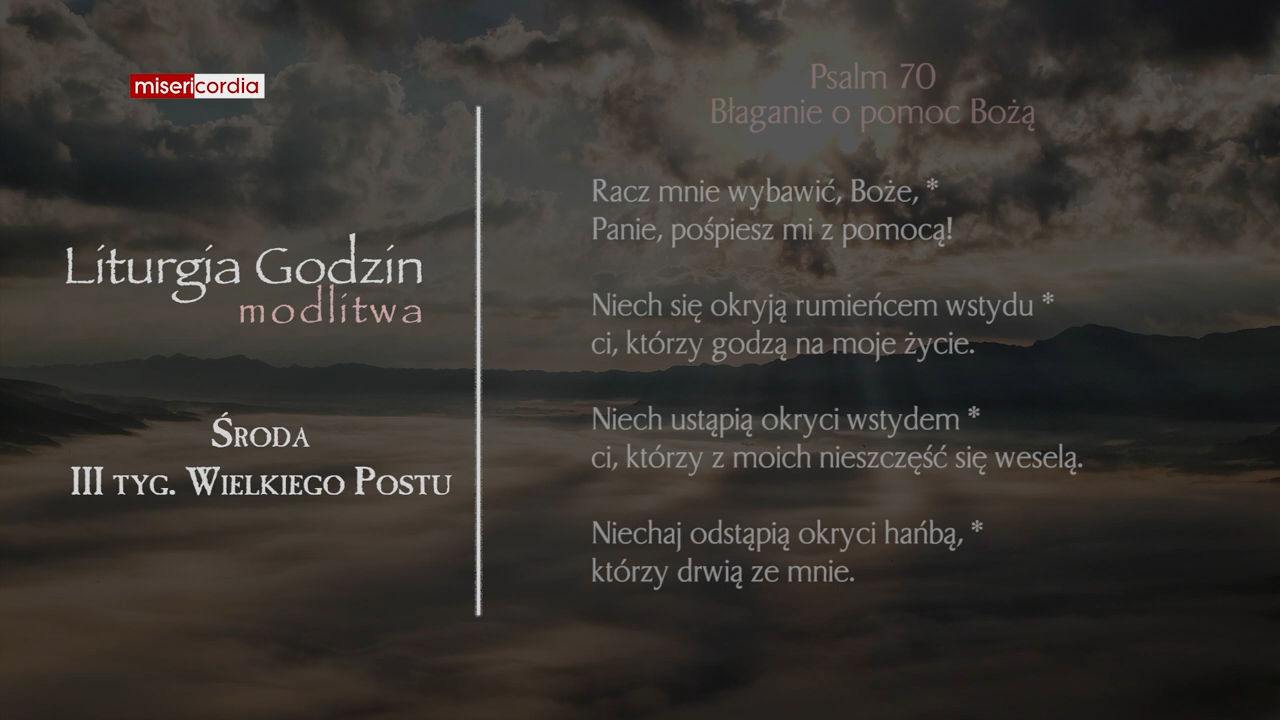 misericordia
Liturgia Godzin
modlitwa
Środa
III tyg. Wielkiego Postu
Psalm 70
Błaganie o pomoc Bożą
Racz mnie wybawić, Boże, *
Panie, pośpiesz mi z pomocą!
Niech się okryją rumieńcem wstydu *
ci, którzy godzą na moje życie.
Niech ustąpią okryci wstydem *
ci, którzy z moich nieszczęść się weselą.
Niechaj odstąpią okryci hańbą, *
którzy drwią ze mnie.